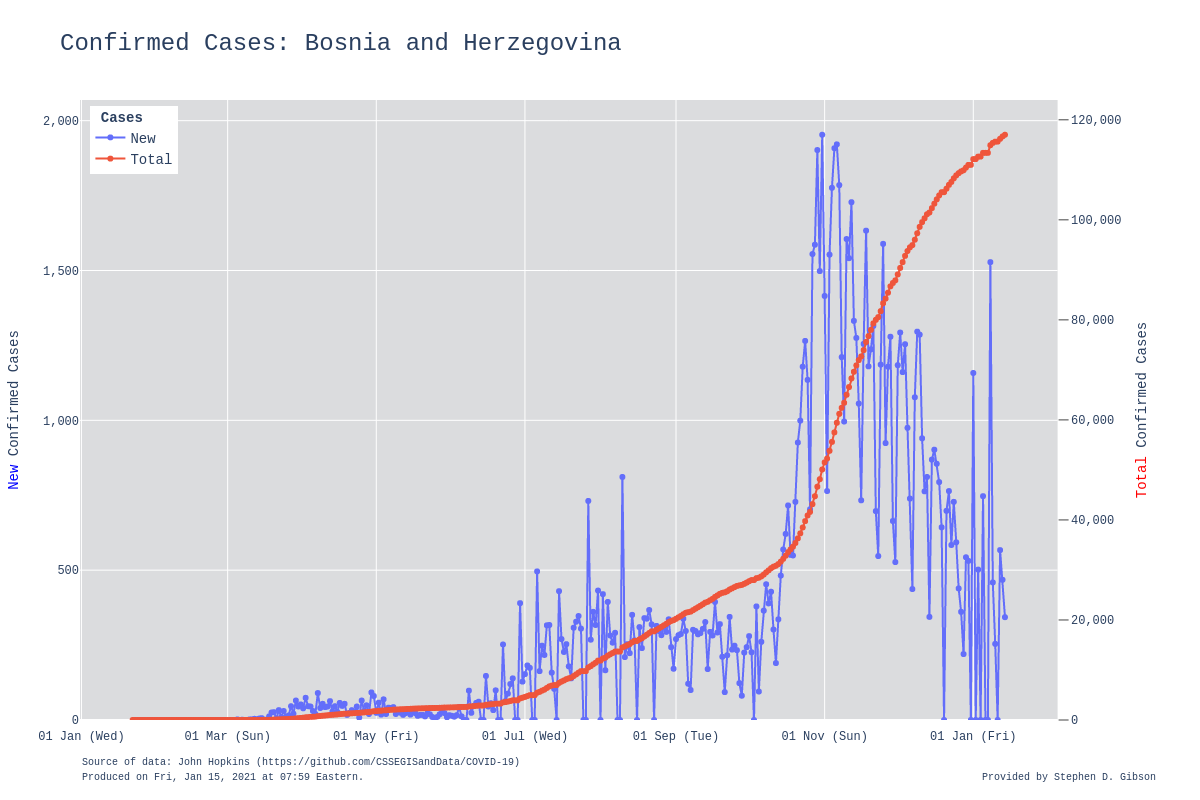 Confirmed Cases: Bosnia and Herzegovina
Cases
New
Total
2,000
1,500
1,000
500
0
120,000
100,000
80,000
60,000
40,000
20,000
0
New Confirmed Cases
Total Confirmed Cases
01 Jan (Wed) 01 Mar (Sun) 01 May (Fri) 01 Jul (Wed) 01 Sep (Tue) 01 Nov (Sun) 01 Jan (Fri)
Source of data: John Hopkins (https://github.com/CSSEGISandData/COVID-19)
Produced on Fri, Jan 15, 2021 at 07:59 Eastern.
Provided by Stephen D. Gibson